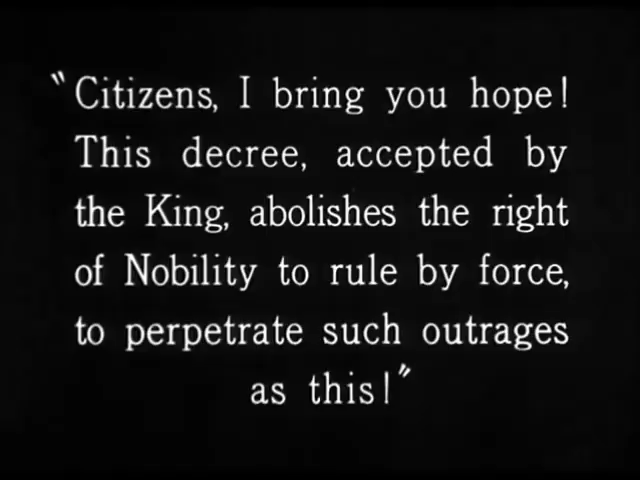 "Citizens, I bring you hope!
This decree, accepted by
the King, abolishes the right
of Nobility to rule by force,
to perpetrate such outrages
as this!"